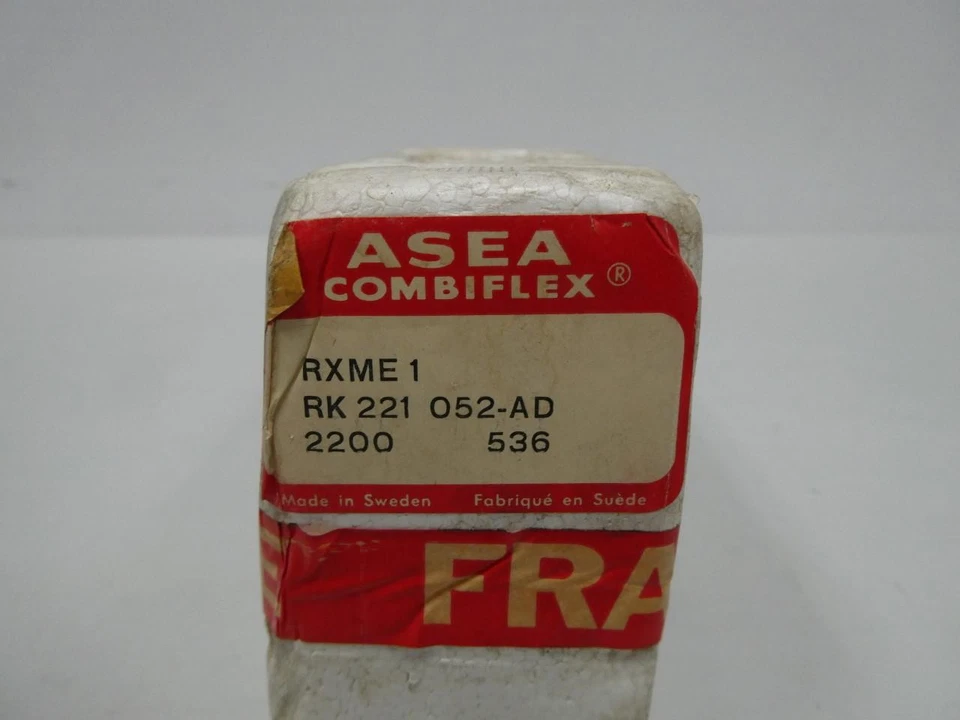 ASEA
COMBIFLEX ®
RXME 1
RK 221 052-AD
2200 536
Made in Sweden Fabriqué en Suède
FRA